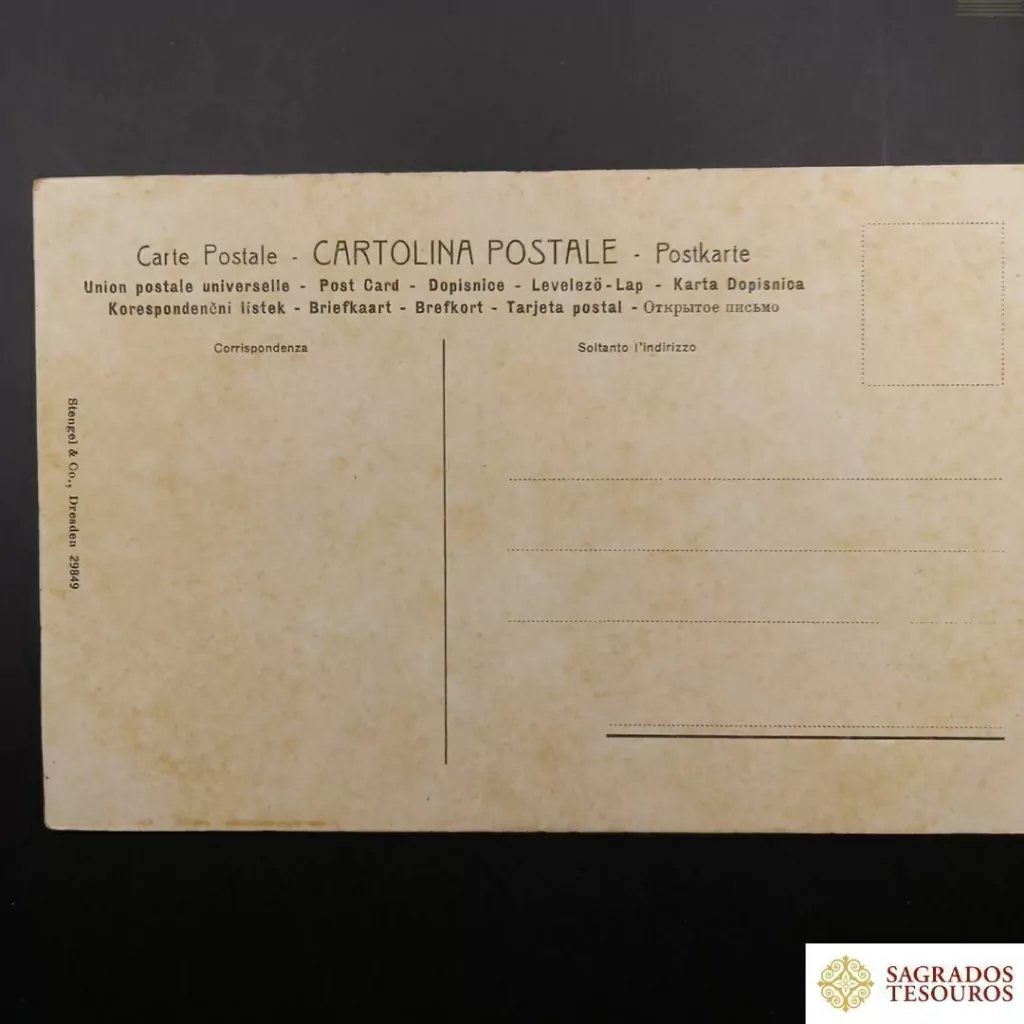 Carte Postale - CARTOLINA POSTALE - Postkarte
Union postale universelle - Post Card - Dopisnice - Levelezö-Lap - Karta Dopisnica
Korespondenčni lístek - Briefkaart - Brefkort - Tarjeta postal - Открытое письмо
Corrispondenza
Soltanto l'indirizzo
Stengel & Co., Dresden 29849
SAGRADOS
TESOUROS